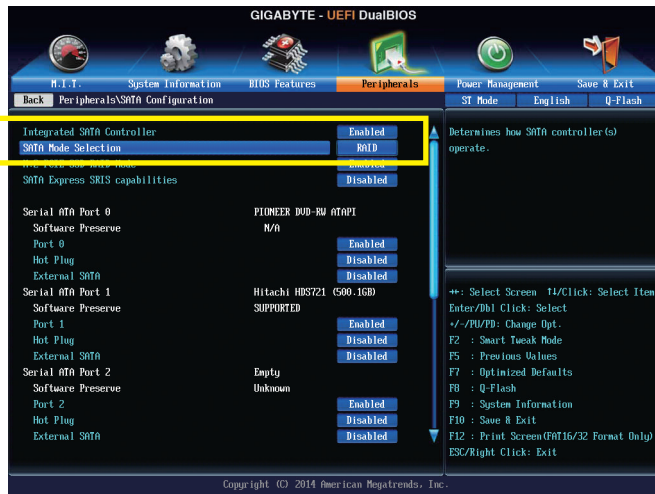 GIGABYTE - UEFI DualBIOS
M.I.T.
System Information
BIOS Features
Peripherals
Power Management
Save & Exit
Back Peripherals\SATA Configuration
ST Mode English Q-Flash
Integrated SATA Controller Enabled
SATA Mode Selection RAID
Enabled
SATA Express SRIS capabilities Disabled
Serial ATA Port 0 PIONEER DVD-RW ATAPI
Software Preserve N/A
Port 0 Enabled
Hot Plug Disabled
External SATA Disabled
Serial ATA Port 1 Hitachi HDS721 (500.1GB)
Software Preserve SUPPORTED
Port 1 Enabled
Hot Plug Disabled
External SATA Disabled
Serial ATA Port 2 Empty
Software Preserve Unknown
Port 2 Enabled
Hot Plug Disabled
External SATA Disabled
Determines how SATA controller(s)
operate.
++: Select Screen ↑↓/Click: Select Item
Enter/Dbl Click: Select
+/-/PU/PD: Change Opt.
F2 : Smart Tweak Mode
F5 : Previous Values
F7 : Optimized Defaults
F8 : Q-Flash
F9 : System Information
F10 : Save & Exit
F12 : Print Screen(FAT16/32 Format Only)
ESC/Right Click: Exit
Copyright (C) 2014 American Megatrends, Inc.